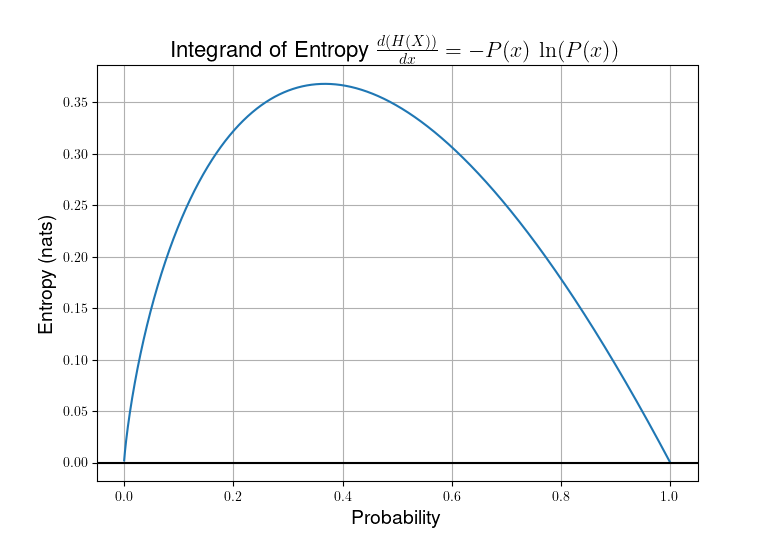 Integrand of Entropy $\frac{d(H(X))}{dx} = -P(x)\ \ln(P(x))$
Entropy (nats)
0.35
0.30
0.25
0.20
0.15
0.10
0.05
0.00
0.0 0.2 0.4 0.6 0.8 1.0
Probability